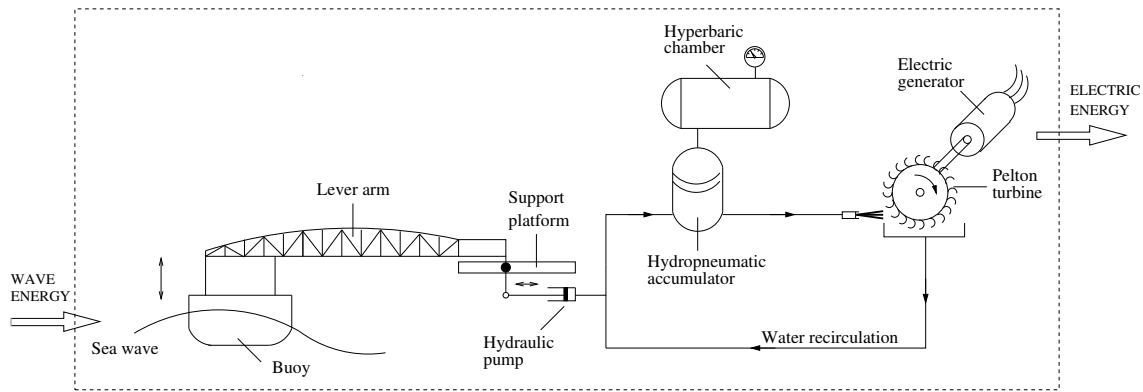 Hyperbaric
chamber
Electric
generator
ELECTRIC
ENERGY
Pelton
turbine
Lever arm
Support
platform
Hydropneumatic
accumulator
WAVE
ENERGY
Hydraulic
pump
Water recirculation
Sea wave
Buoy